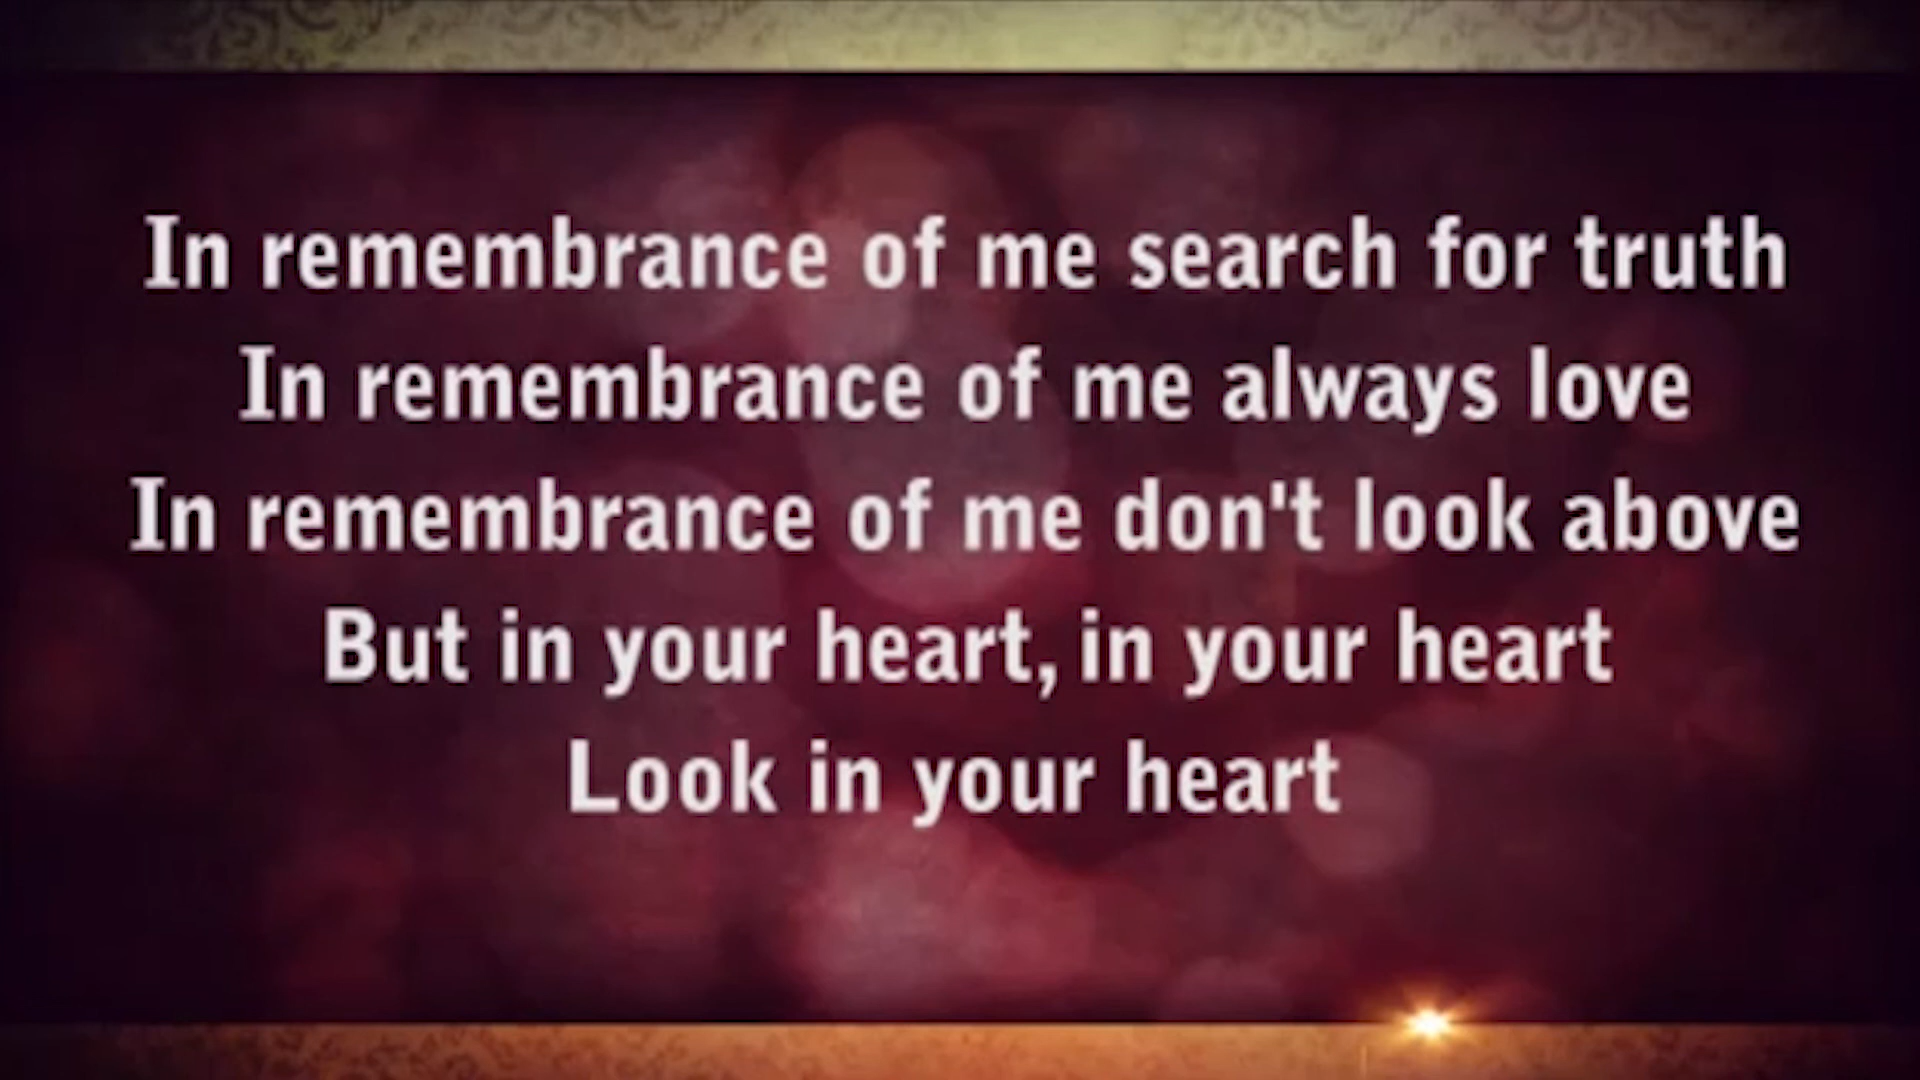 In remembrance of me search for truth
In remembrance of me always love
In remembrance of me don't look above
But in your heart, in your heart
Look in your heart